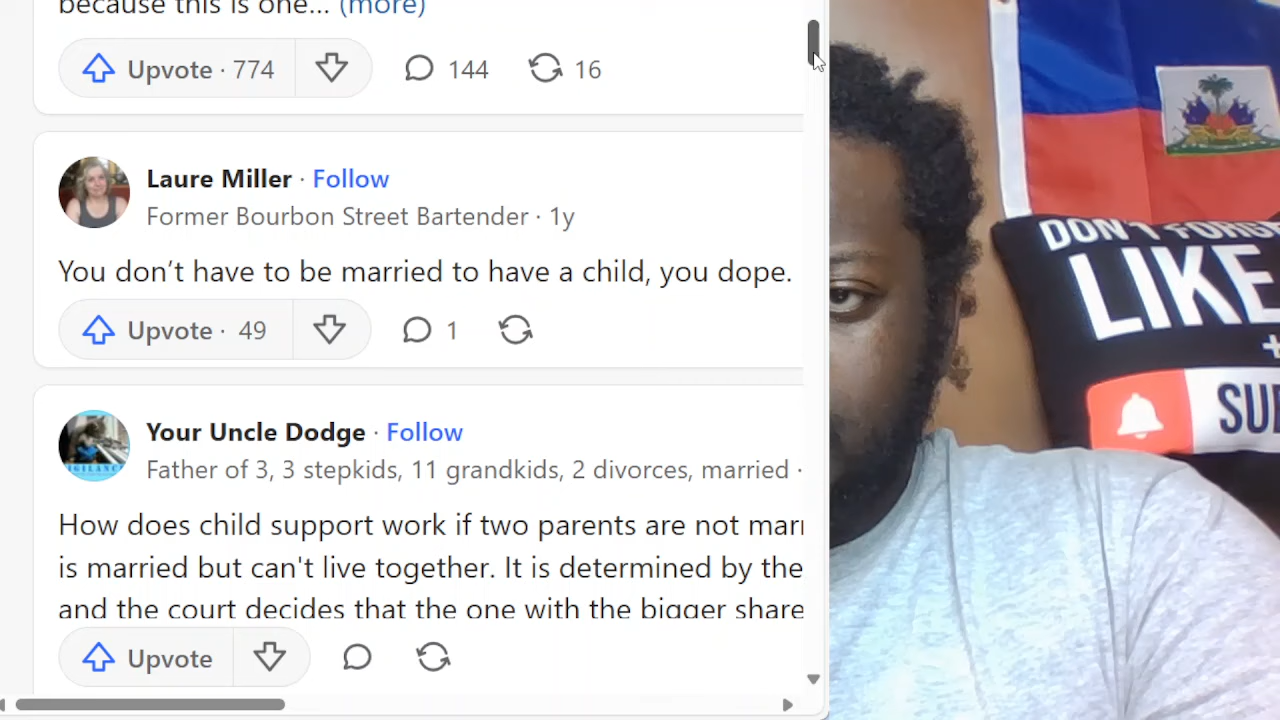 because this is one... (more)
Upvote · 774
144
16
Laure Miller · Follow
Former Bourbon Street Bartender · 1y
You don’t have to be married to have a child, you dope.
Upvote · 49
1
Your Uncle Dodge · Follow
Father of 3, 3 stepkids, 11 grandkids, 2 divorces, married ·
How does child support work if two parents are not marr
is married but can't live together. It is determined by the
and the court decides that the one with the bigger share
Upvote
DON'T FORGE
LIKE
+
SUB